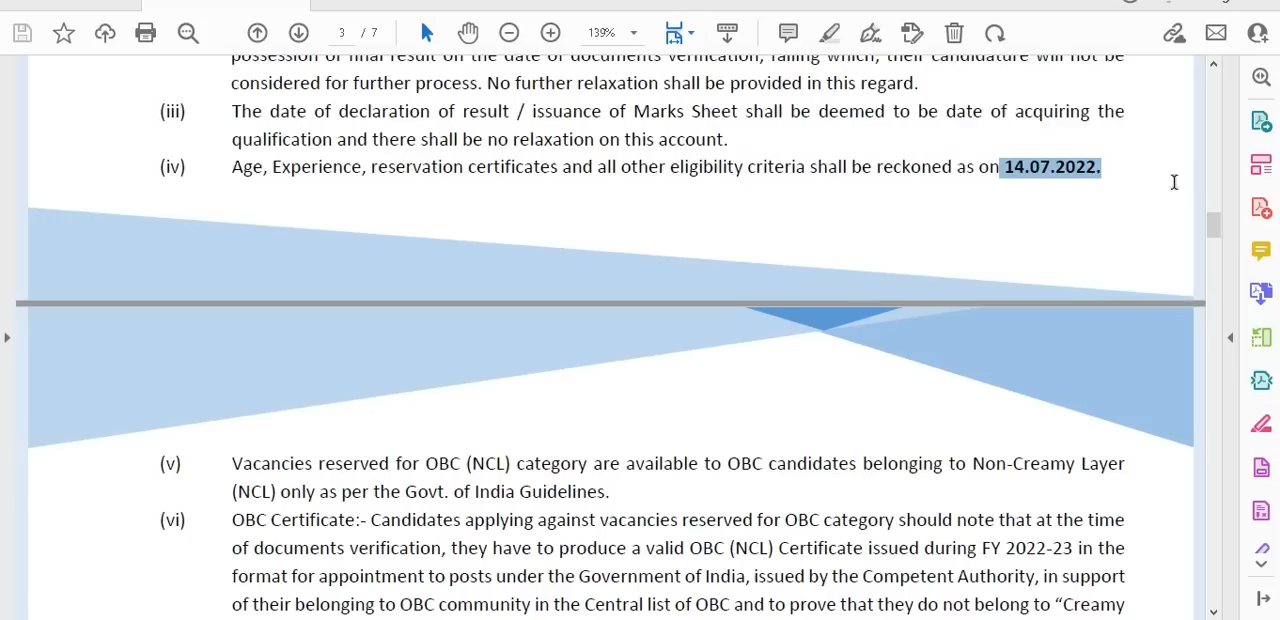 3 / 7
139%
possession of final result on the date of documents verification, failing which, their candidature will not be
considered for further process. No further relaxation shall be provided in this regard.
(iii) The date of declaration of result / issuance of Marks Sheet shall be deemed to be date of acquiring the
qualification and there shall be no relaxation on this account.
(iv) Age, Experience, reservation certificates and all other eligibility criteria shall be reckoned as on 14.07.2022.
(v) Vacancies reserved for OBC (NCL) category are available to OBC candidates belonging to Non-Creamy Layer
(NCL) only as per the Govt. of India Guidelines.
(vi) OBC Certificate:- Candidates applying against vacancies reserved for OBC category should note that at the time
of documents verification, they have to produce a valid OBC (NCL) Certificate issued during FY 2022-23 in the
format for appointment to posts under the Government of India, issued by the Competent Authority, in support
of their belonging to OBC community in the Central list of OBC and to prove that they do not belong to “Creamy